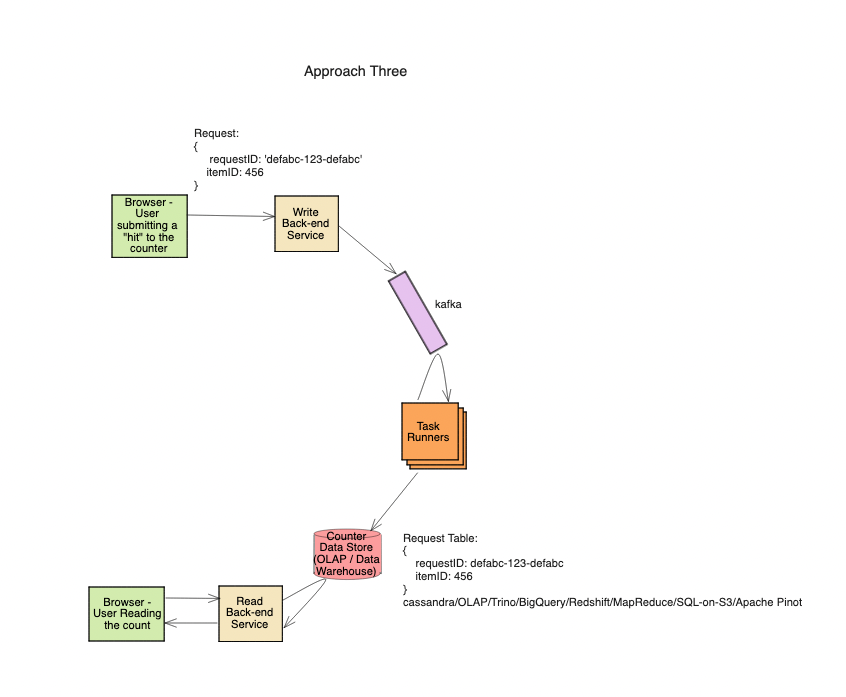 Approach Three
Request:
{
requestID: 'defabc-123-defabc'
itemID: 456
}
Browser -
User
submitting a
"hit" to the
counter
Write
Back-end
Service
kafka
Task
Runners
Counter
Data Store
(OLAP / Data
Warehouse)
Request Table:
{
requestID: defabc-123-defabc
itemID: 456
}
cassandra/OLAP/Trino/BigQuery/Redshift/MapReduce/SQL-on-S3/Apache Pinot
Browser -
User Reading
the count
Read
Back-end
Service